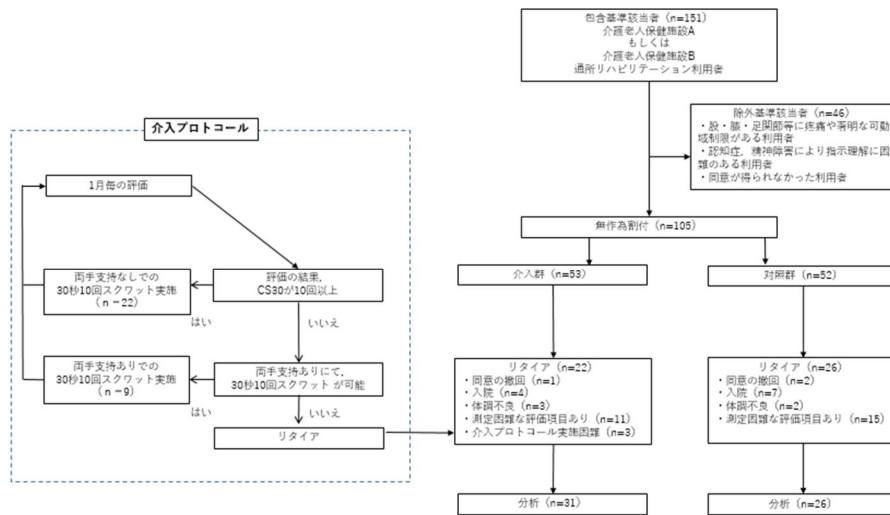 包含基準該当者（n=151）
介護老人保健施設A
もしくは
介護老人保健施設B
通所リハビリテーション利用者
除外基準該当者（n=46）
・股・膝・足関節等に疼痛や著明な可動
域制限がある利用者
・認知症，精神障害により指示理解に困
難のある利用者
・同意が得られなかった利用者
無作為割付（n=105）
介入群（n=53）
対照群（n=52）
リタイア（n=22）
・同意の撤回（n=1）
・入院（n=4）
・体調不良（n=3）
・測定困難な評価項目あり（n=11）
・介入プロトコール実施困難（n=3）
リタイア（n=26）
・同意の撤回（n=2）
・入院（n=7）
・体調不良（n=2）
・測定困難な評価項目あり（n=15）
分析（n=31）
分析（n=26）
介入プロトコール
1月毎の評価
評価の結果，
CS30が10回以上
両手支持なしでの
30秒10回スクワット実施
（n＝22）
はい
いいえ
両手支持ありにて，
30秒10回スクワット が可能
両手支持ありでの
30秒10回スクワット実施
（n＝9）
はい
いいえ
リタイア